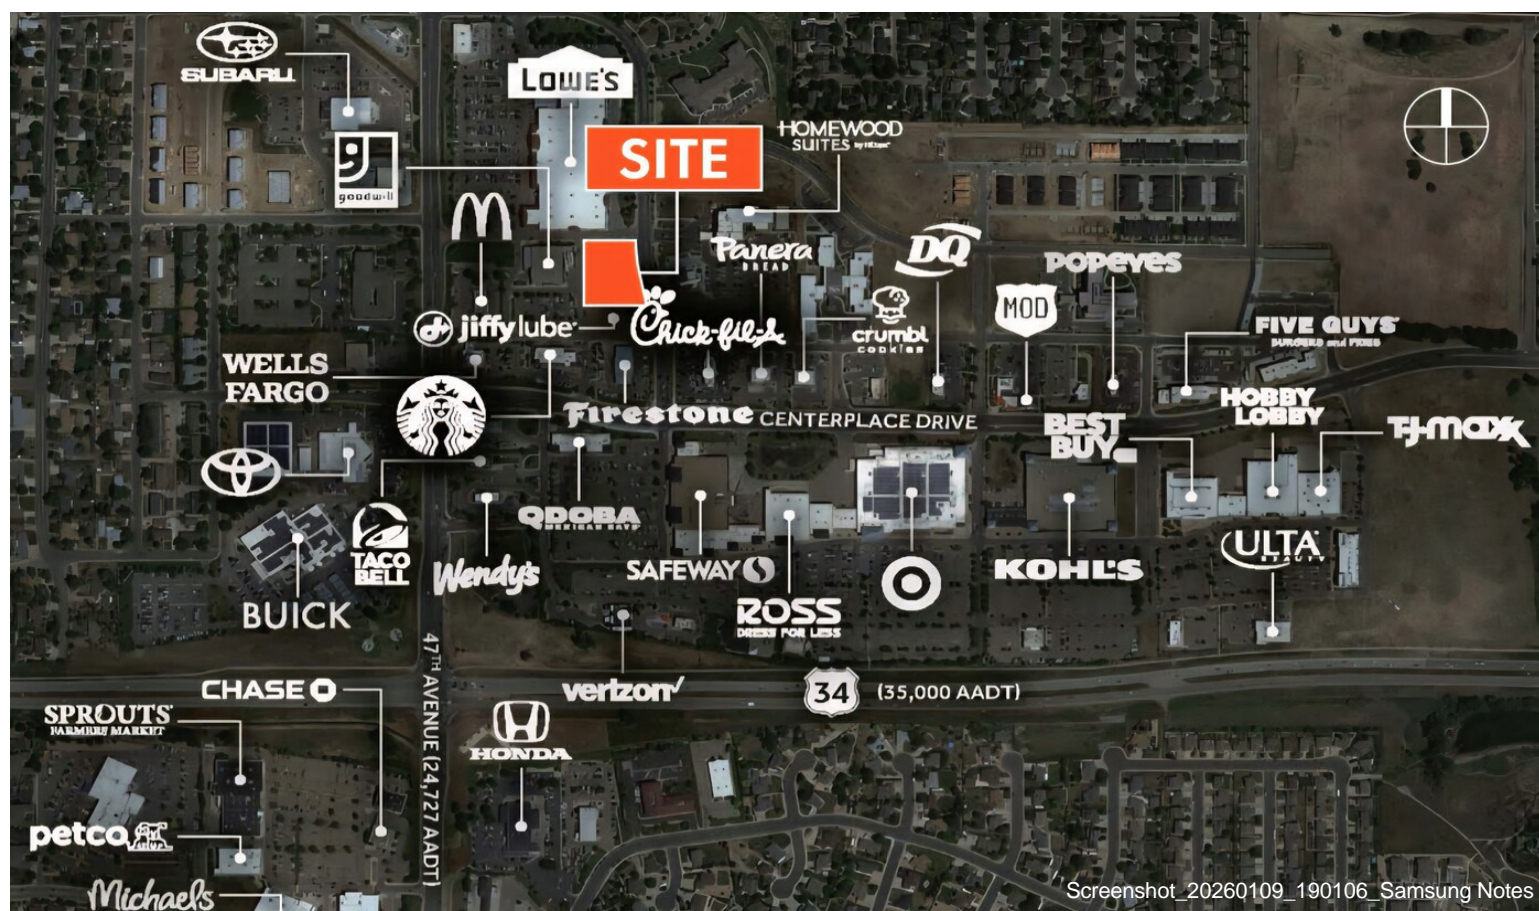 SUBARU
LOWE'S
SITE
HOMEWOOD
SUITES
goodwill
Panera
BREAD
DQ
POPEYES
MOD
jiffylube
Chick-fil-A
crumbl
cookies
FIVE GUYS
BURGERS and FRIES
WELLS
FARGO
Firestone
CENTERPLACE DRIVE
BEST
BUY
HOBBY
LOBBY
T·J·maxx
QDOBA
TACO
BELL
Wendy's
SAFEWAY
KOHL'S
ULTA
BEAUTY
BUICK
ROSS
DRESS FOR LESS
47TH AVENUE (24,727 AADT)
CHASE
verizon
34 (35,000 AADT)
SPROUTS
FARMERS MARKET
HONDA
petco
Michaels
Screenshot_20260109_190106_Samsung Notes